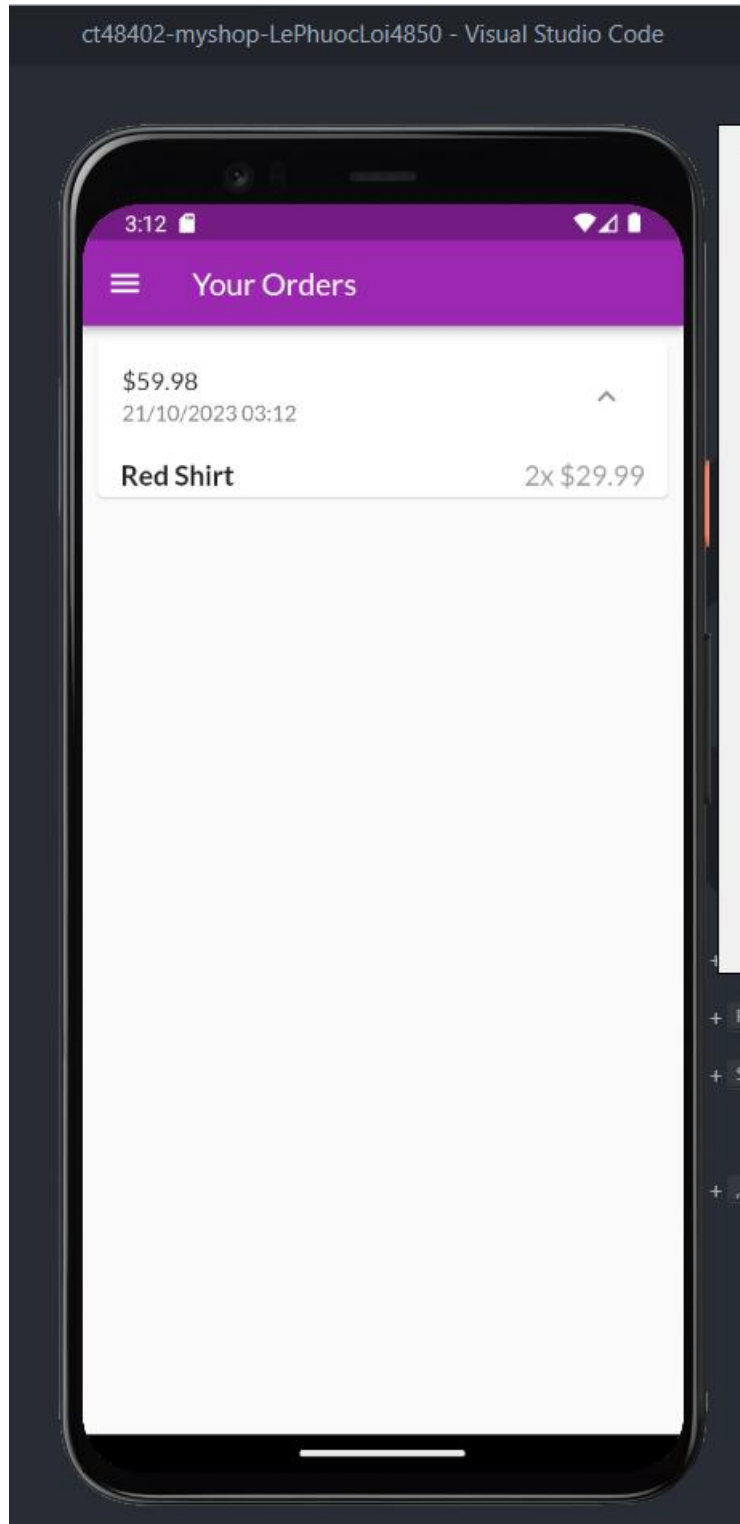 ct48402-myshop-LePhuocLoi4850 - Visual Studio Code
3:12
Your Orders
$59.98
21/10/2023 03:12
Red Shirt 2x $29.99
+
+
+
+